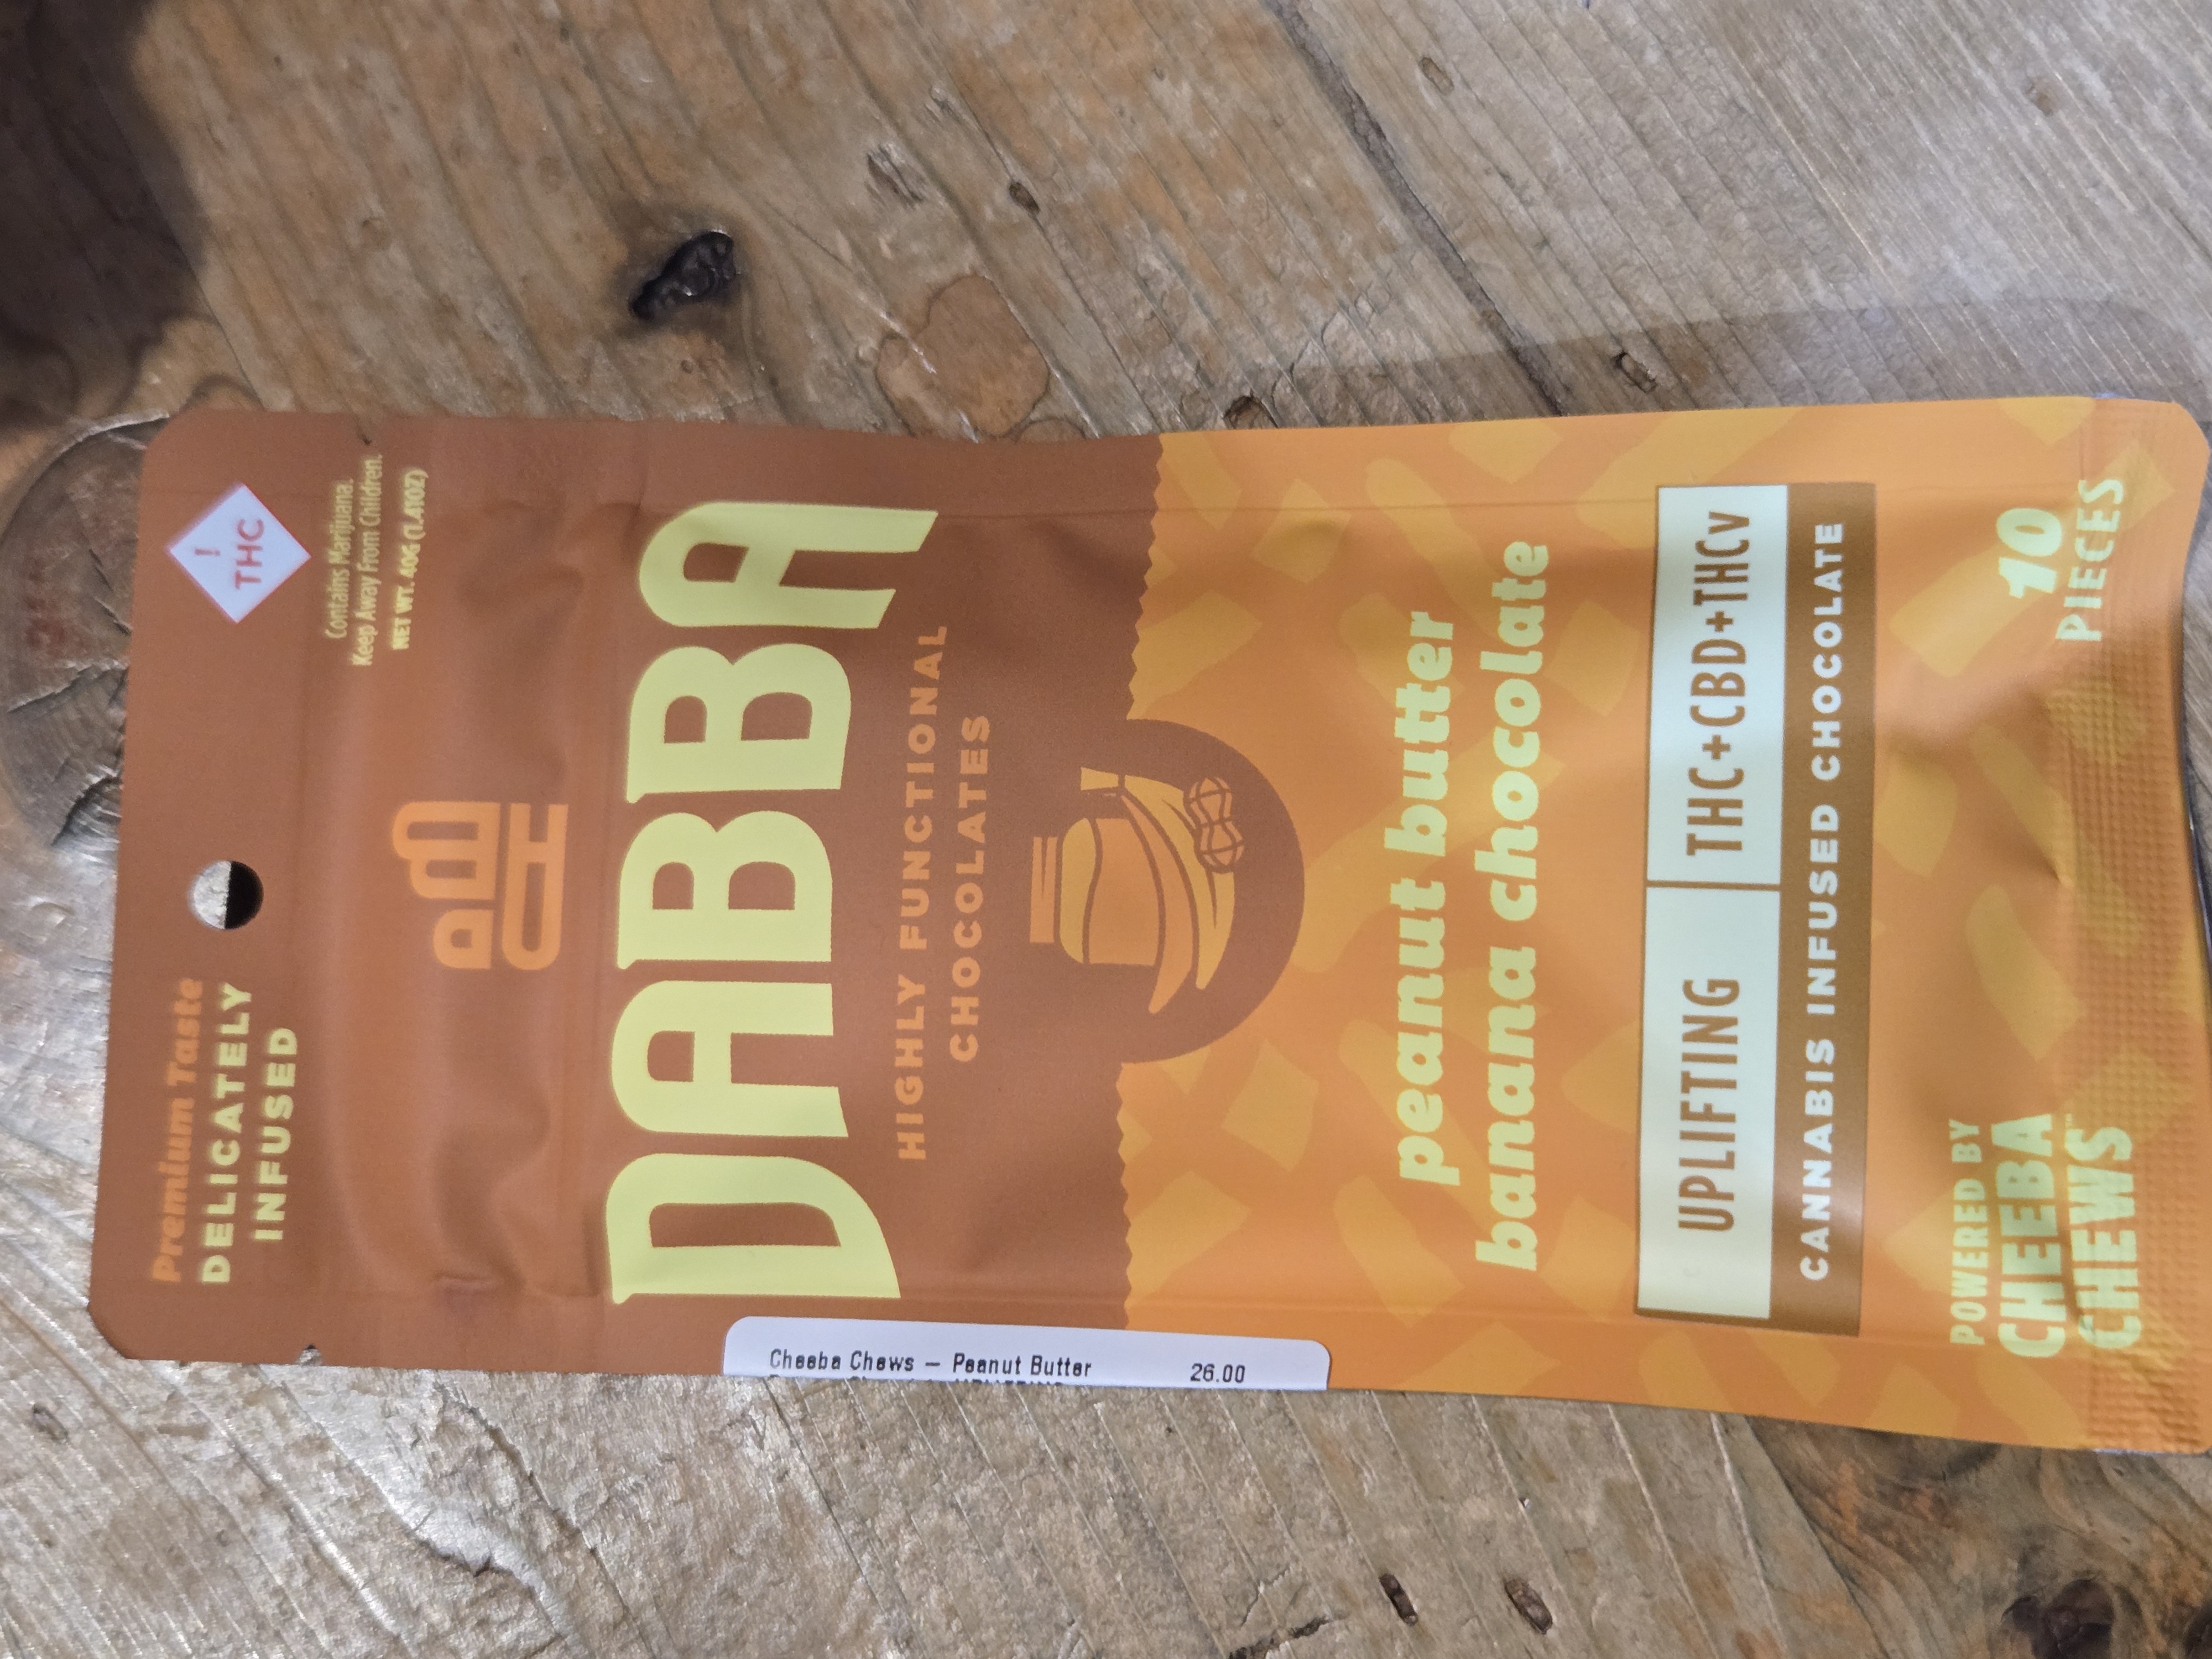 Premium Taste
DELICATELY
INFUSED
!
THC
Contains Marijuana.
Keep Away From Children.
NET WT. 40G (1.41OZ)
DABBA
HIGHLY FUNCTIONAL
CHOCOLATES
peanut butter
banana chocolate
UPLIFTING
THC+CBD+THCv
CANNABIS INFUSED CHOCOLATE
POWERED BY
CHEEBA
CHEWS™
10
PIECES
Cheeba Chews – Peanut Butter 26.00